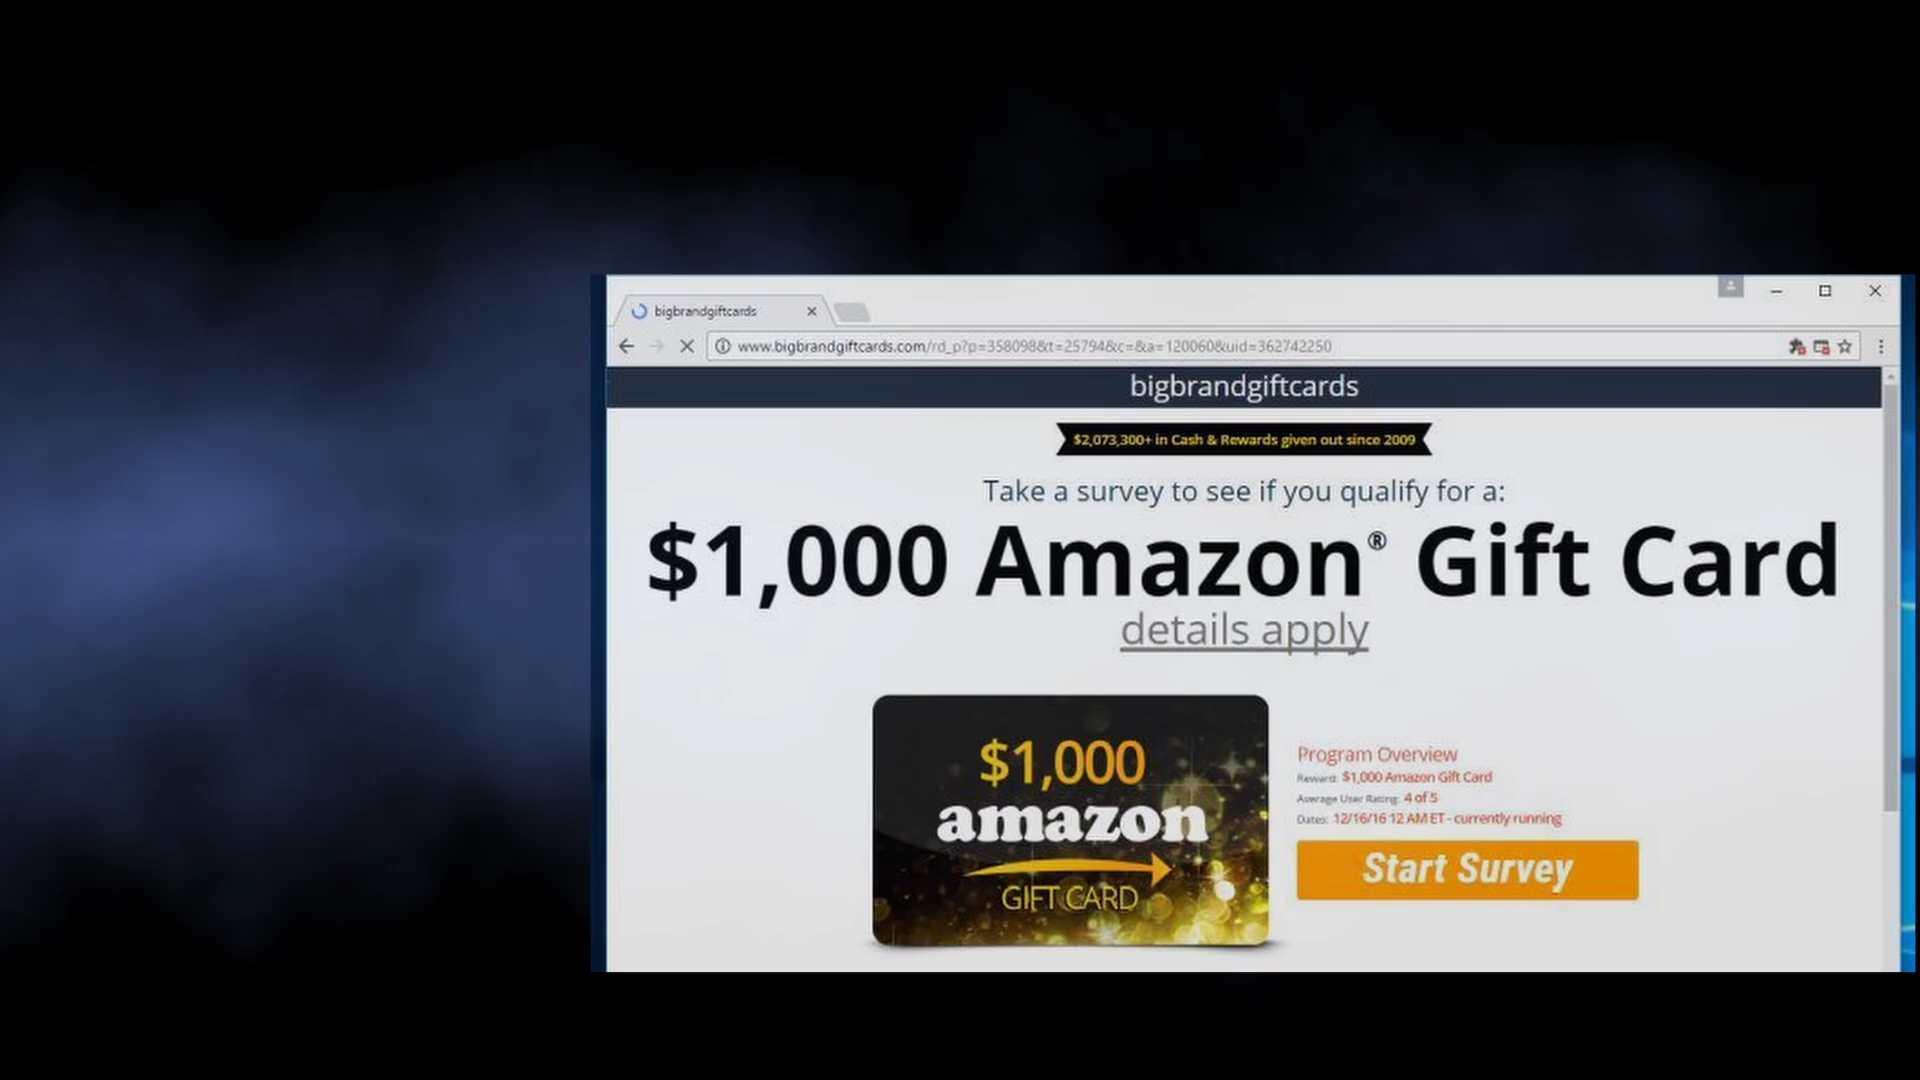 bigbrandgiftcards
www.bigbrandgiftcards.com/rd_p?p=358098&t=25794&c=&a=120060&uid=362742250
bigbrandgiftcards
$2,073,300+ in Cash & Rewards given out since 2009
Take a survey to see if you qualify for a:
$1,000 Amazon® Gift Card
details apply
$1,000
amazon
GIFT CARD
Program Overview
Reward: $1,000 Amazon Gift Card
Average User Rating: 4 of 5
Dates: 12/16/16 12 AM ET - currently running
Start Survey